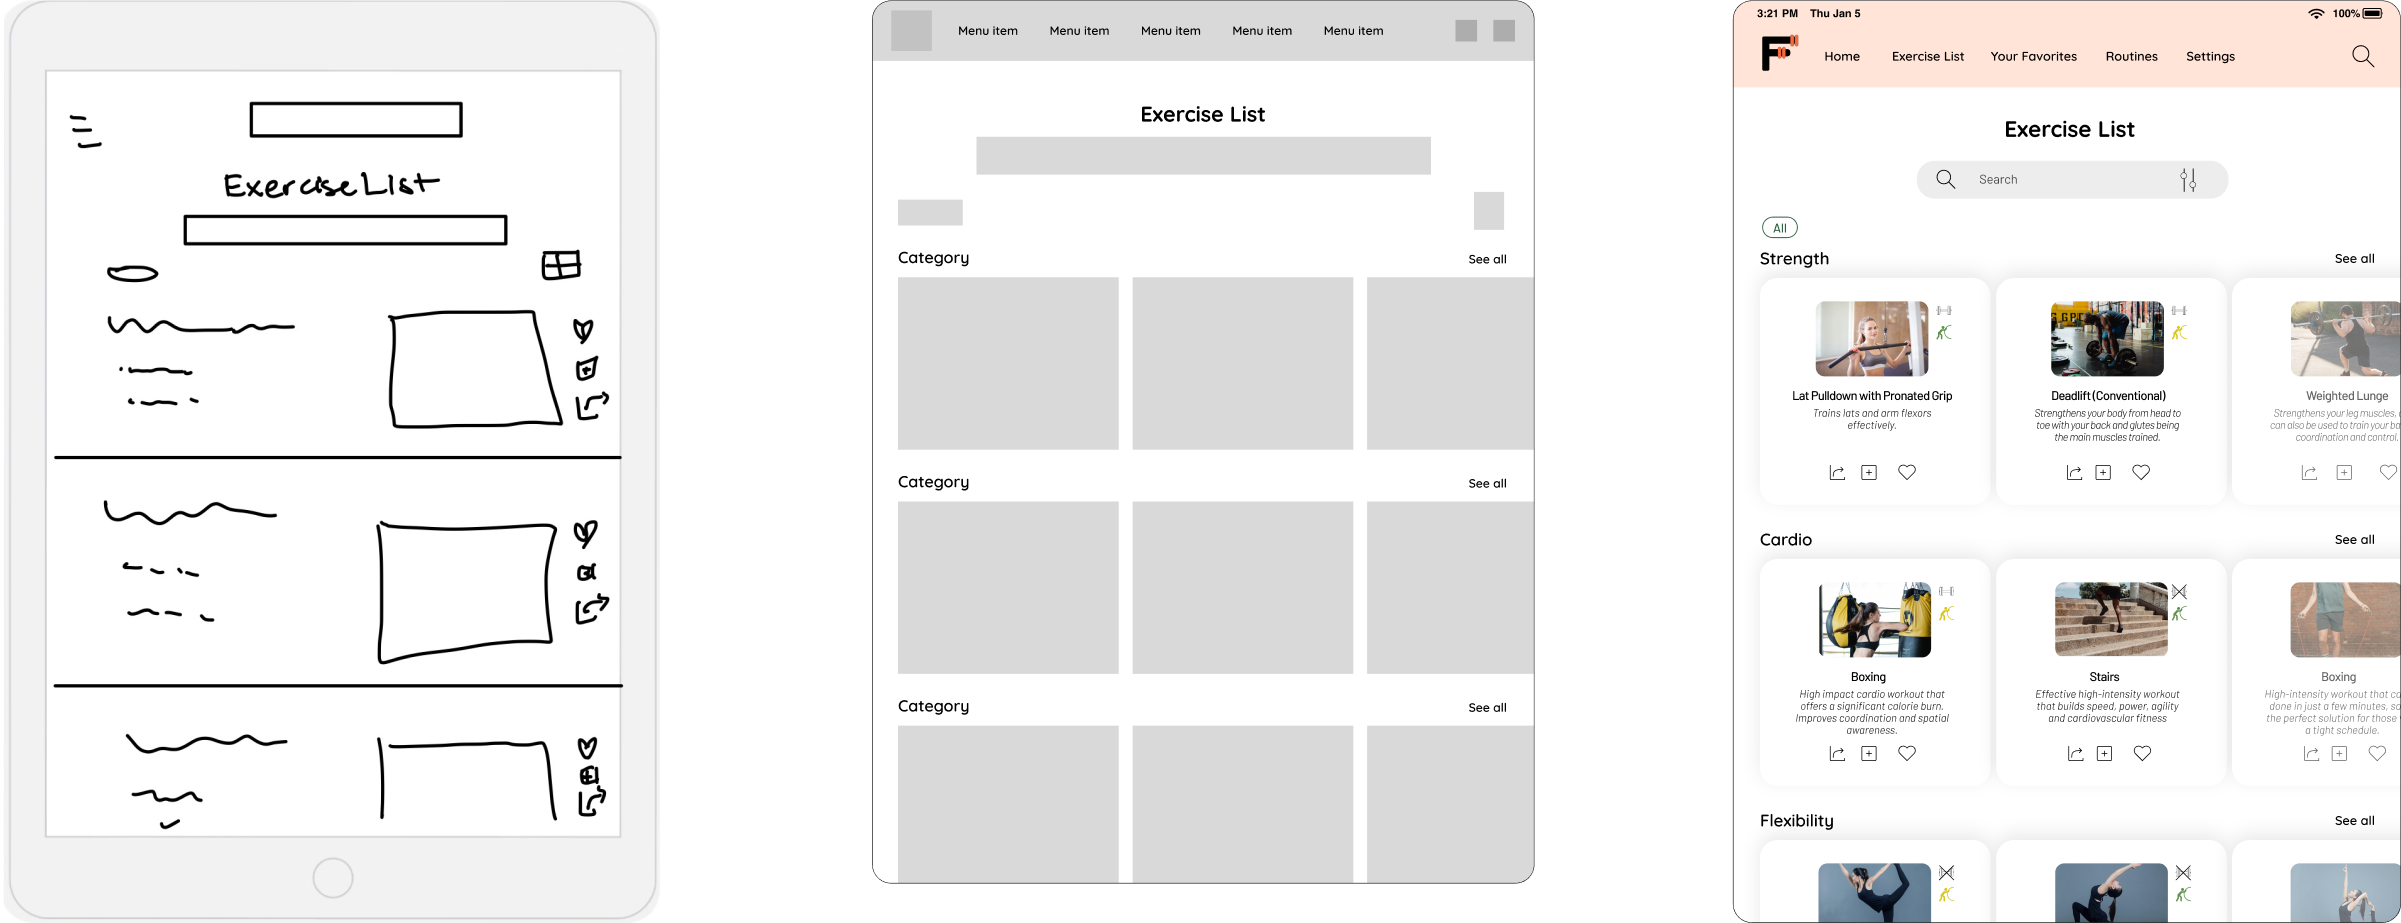 Exercise List
Menu item Menu item Menu item Menu item Menu item
Exercise List
Category See all
Category See all
Category See all
3:21 PM Thu Jan 5 100%
F
Home Exercise List Your Favorites Routines Settings
Exercise List
Search
All
Strength See all
Lat Pulldown with Pronated Grip
Trains lats and arm flexors
effectively.
Deadlift (Conventional)
Strengthens your body from head to
toe with your back and glutes being
the main muscles trained.
Weighted Lunge
Strengthens your leg muscles,
can also be used to train your
coordination and control.
Cardio See all
Boxing
High impact cardio workout that
offers a significant calorie burn.
Improves coordination and spatial
awareness.
Stairs
Effective high-intensity workout
that builds speed, power, agility
and cardiovascular fitness
Boxing
High-intensity workout that
done in just a few minutes,
the perfect solution for those
a tight schedule.
Flexibility See all